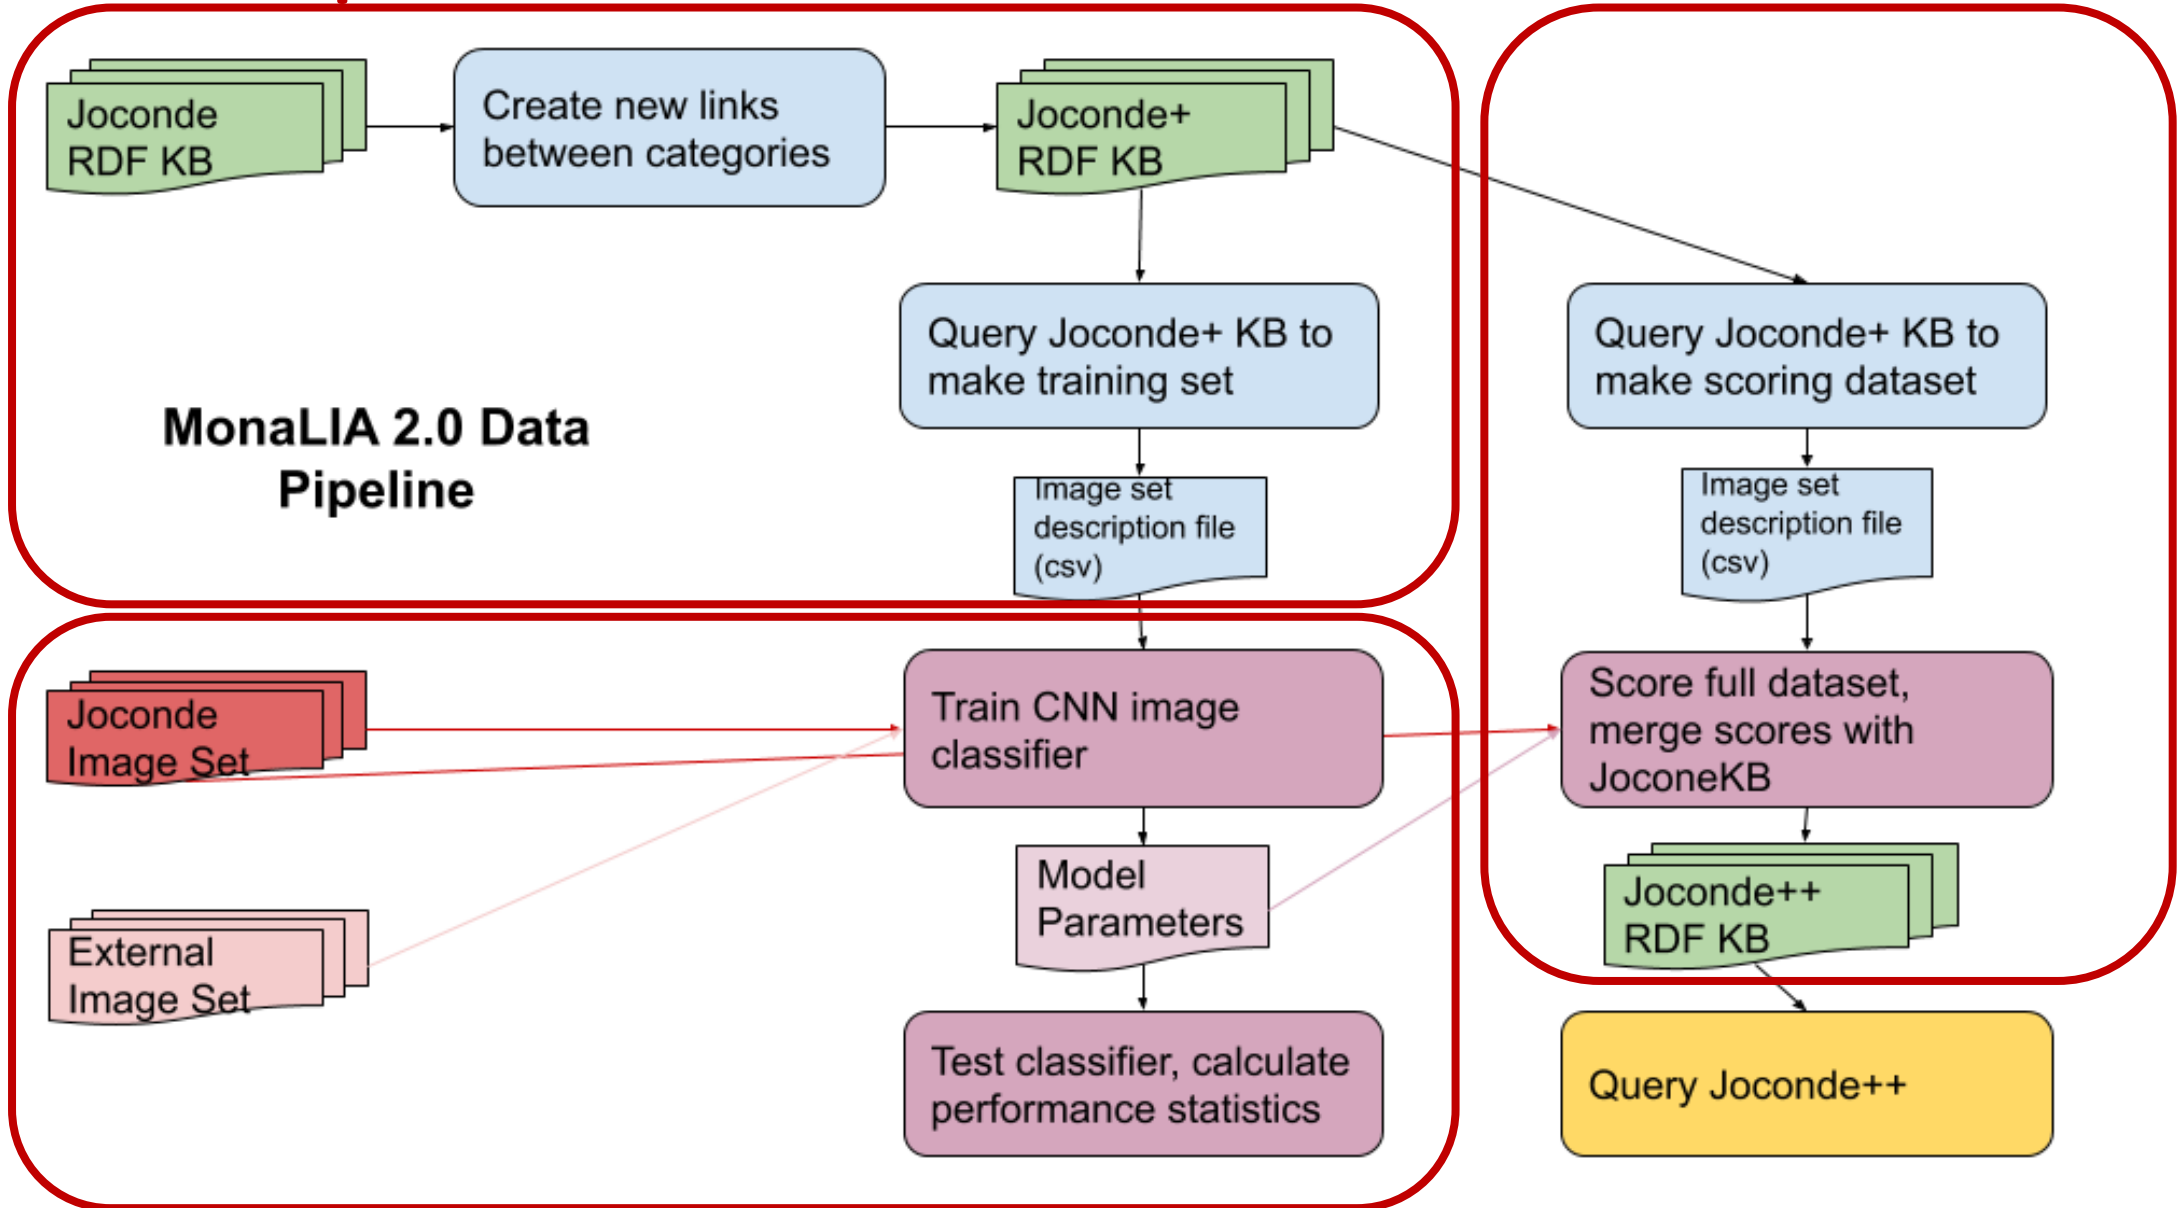 Joconde
RDF KB
Create new links
between categories
Joconde+
RDF KB
Query Joconde+ KB to
make training set
Query Joconde+ KB to
make scoring dataset
MonaLIA 2.0 Data
Pipeline
Image set
description file
(csv)
Image set
description file
(csv)
Joconde
Image Set
Train CNN image
classifier
Score full dataset,
merge scores with
JoconeKB
Model
Parameters
Joconde++
RDF KB
External
Image Set
Test classifier, calculate
performance statistics
Query Joconde++